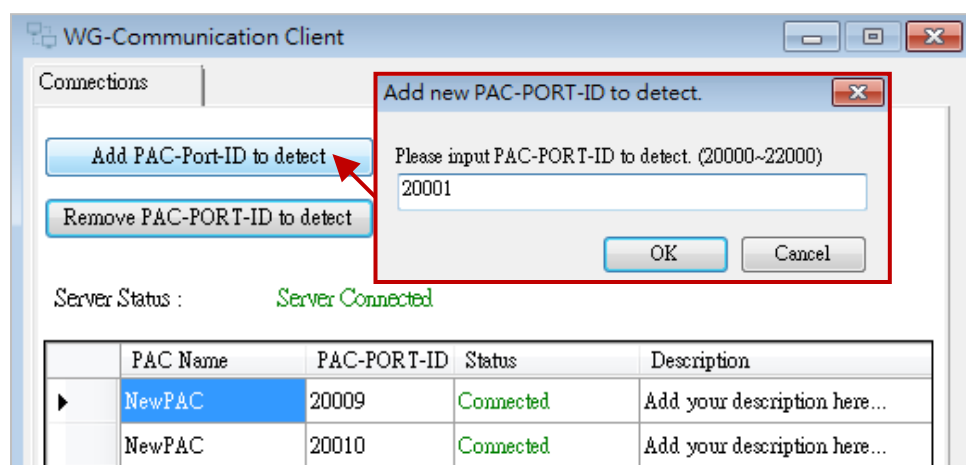 WG-Communication Client
Connections
Add new PAC-PORT-ID to detect.
Add PAC-Port-ID to detect
Please input PAC-PORT-ID to detect. (20000~22000)
20001
Remove PAC-PORT-ID to detect
OK Cancel
Server Status : Server Connected
PAC Name PAC-PORT-ID Status Description
NewPAC 20009 Connected Add your description here...
NewPAC 20010 Connected Add your description here...